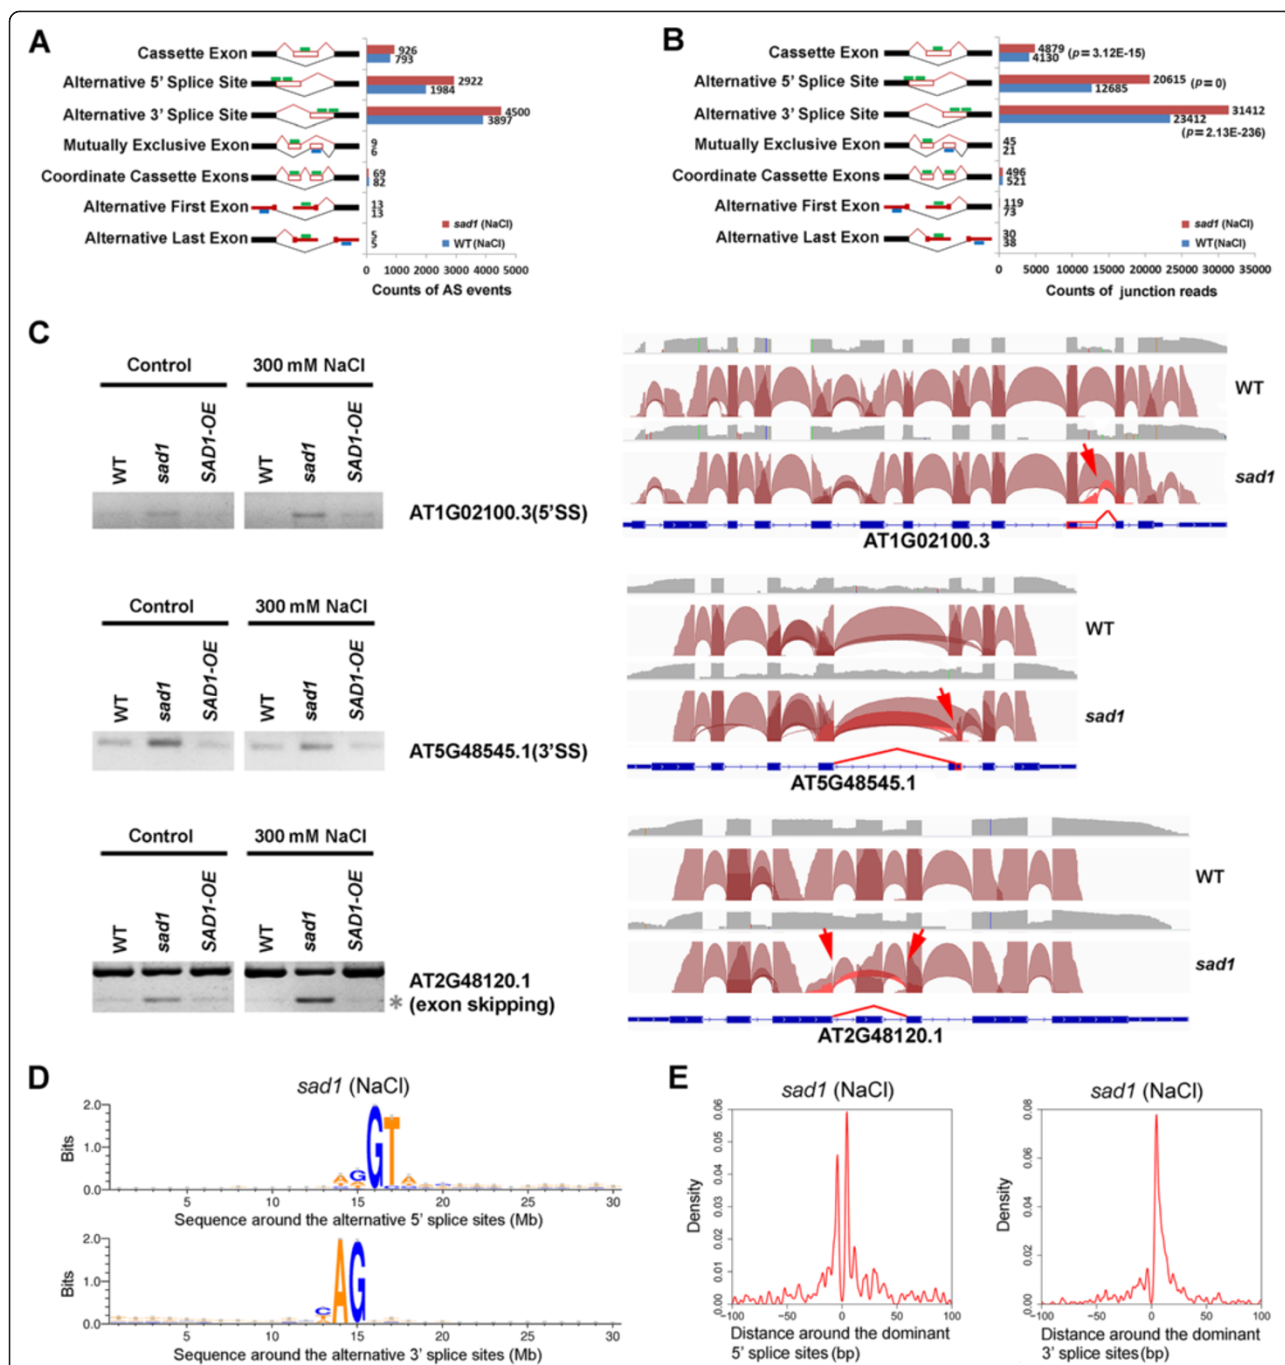 A
Cassette Exon
926
793
Alternative 5' Splice Site
2922
1984
Alternative 3' Splice Site
4500
3897
Mutually Exclusive Exon
9
6
Coordinate Cassette Exons
69
82
Alternative First Exon
13
13
Alternative Last Exon
5
5
sad1 (NaCl)
WT(NaCl)
0 1000 2000 3000 4000 5000
Counts of AS events
B
Cassette Exon
4879
4130
(p = 3.12E-15)
Alternative 5' Splice Site
20615
12685
(p = 0)
Alternative 3' Splice Site
31412
23412
(p = 2.13E-236)
Mutually Exclusive Exon
45
21
Coordinate Cassette Exons
496
521
Alternative First Exon
119
73
Alternative Last Exon
30
38
sad1 (NaCl)
WT(NaCl)
0 5000 10000 15000 20000 25000 30000 35000
Counts of junction reads
C
Control
300 mM NaCl
WT sad1 SAD1-OE WT sad1 SAD1-OE
AT1G02100.3(5'SS)
WT
sad1
AT1G02100.3
Control
300 mM NaCl
WT sad1 SAD1-OE WT sad1 SAD1-OE
AT5G48545.1(3'SS)
WT
sad1
AT5G48545.1
Control
300 mM NaCl
WT sad1 SAD1-OE WT sad1 SAD1-OE
AT2G48120.1
* (exon skipping)
WT
sad1
AT2G48120.1
D
sad1 (NaCl)
Bits
2.0
1.0
0.0
A G G T A
5 10 15 20 25 30
Sequence around the alternative 5' splice sites (Mb)
Bits
2.0
1.0
0.0
C A G
5 10 15 20 25 30
Sequence around the alternative 3' splice sites (Mb)
E
sad1 (NaCl)
Density
0.00 0.01 0.02 0.03 0.04 0.05 0.06
-100 -50 0 50 100
Distance around the dominant
5' splice sites (bp)
sad1 (NaCl)
Density
0.00 0.02 0.04 0.06 0.08
-100 -50 0 50 100
Distance around the dominant
3' splice sites (bp)